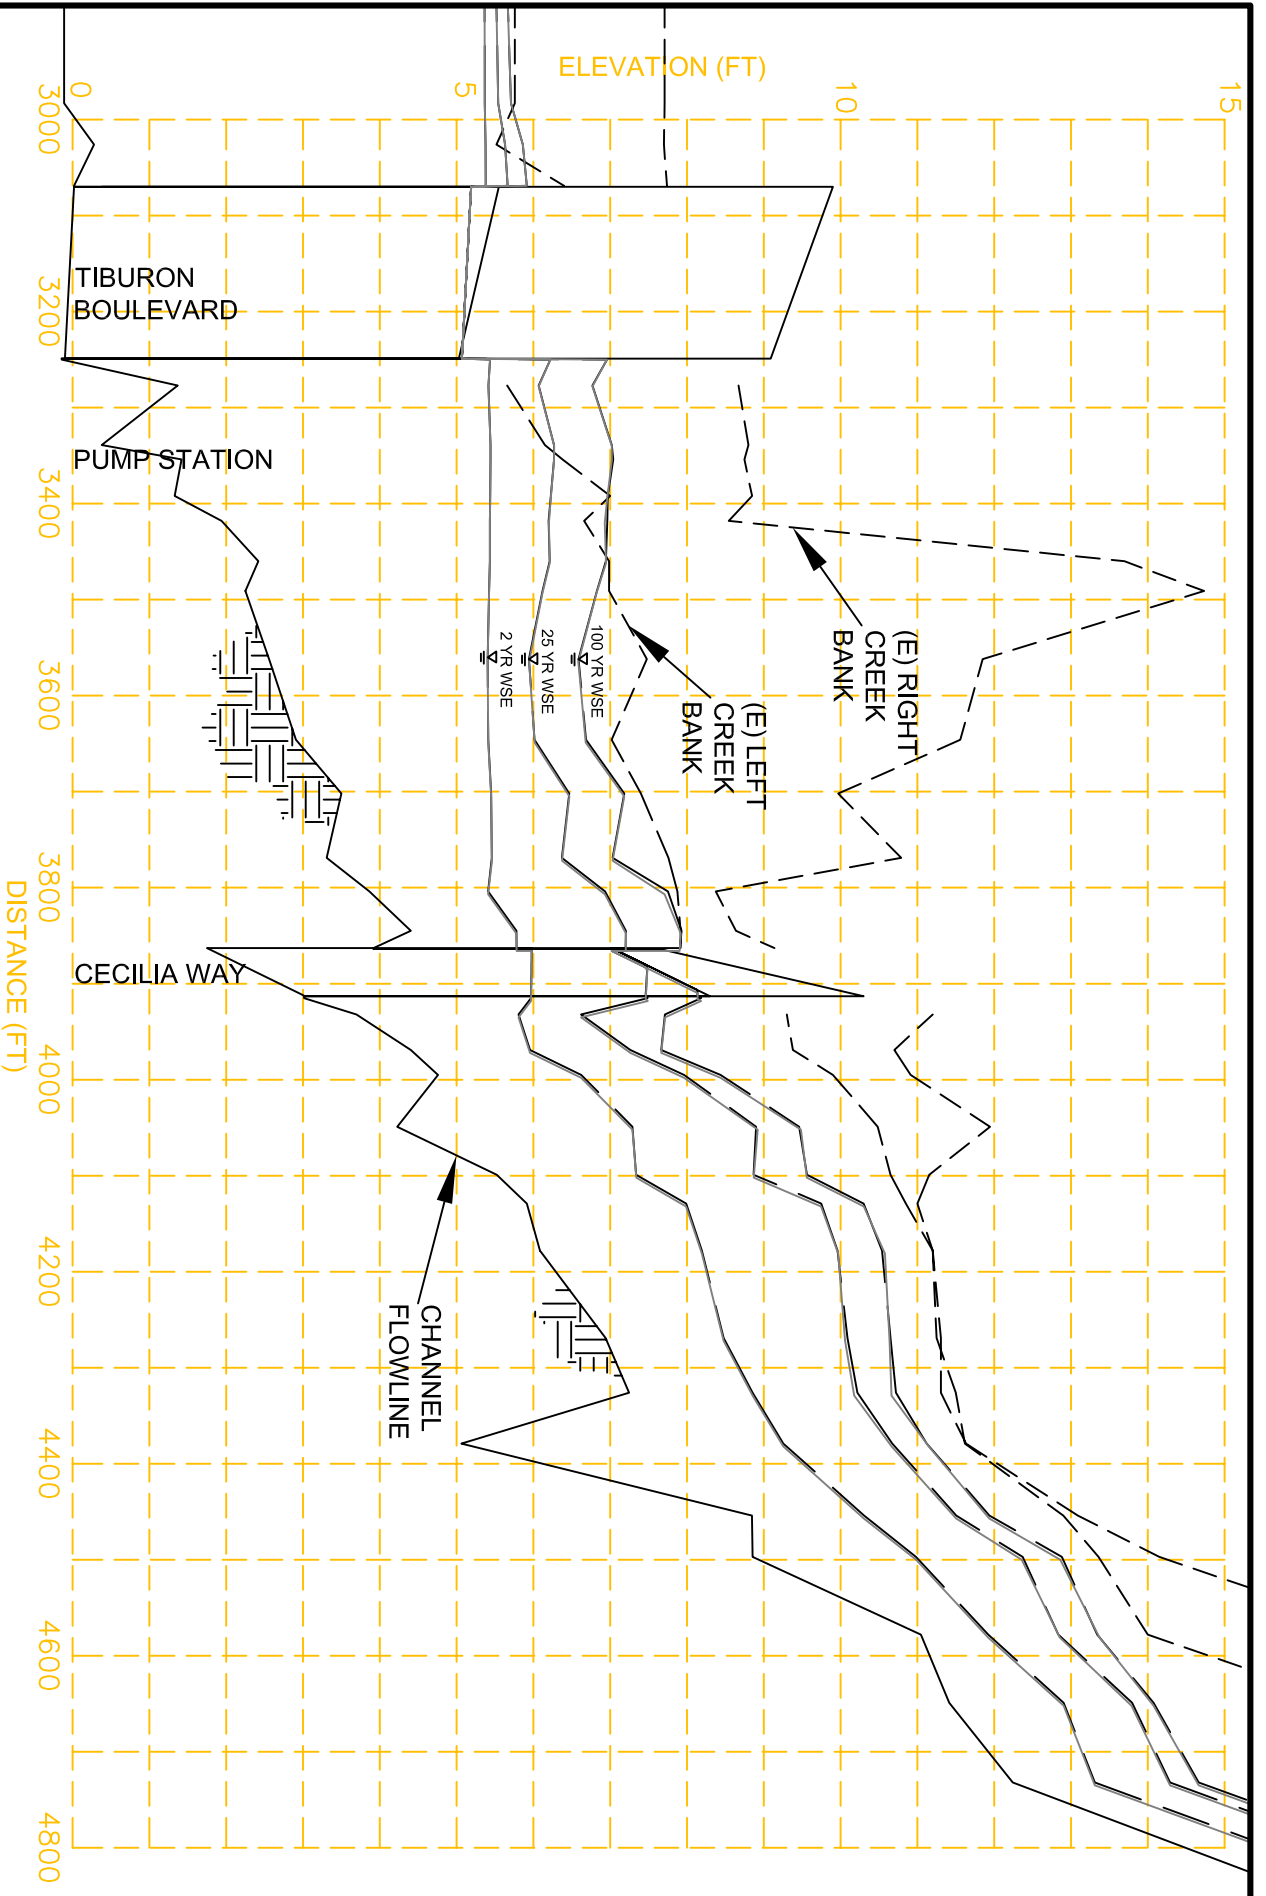 ELEVATION (FT)
0
5
10
15
3000
3200
3400
3600
3800
4000
4200
4400
4600
4800
DISTANCE (FT)
TIBURON
BOULEVARD
PUMP STATION
CECILIA WAY
100 YR WSE
25 YR WSE
2 YR WSE
(E) RIGHT
CREEK
BANK
(E) LEFT
CREEK
BANK
CHANNEL
FLOWLINE